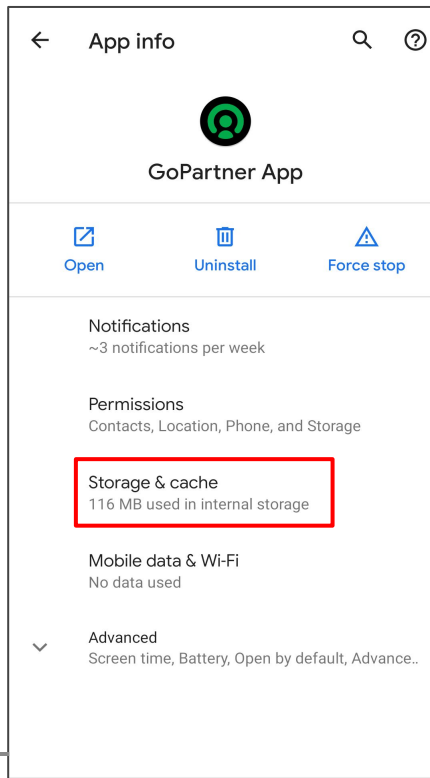 App info
GoPartner App
Open Uninstall Force stop
Notifications
~3 notifications per week
Permissions
Contacts, Location, Phone, and Storage
Storage & cache
116 MB used in internal storage
Mobile data & Wi-Fi
No data used
Advanced
Screen time, Battery, Open by default, Advance..